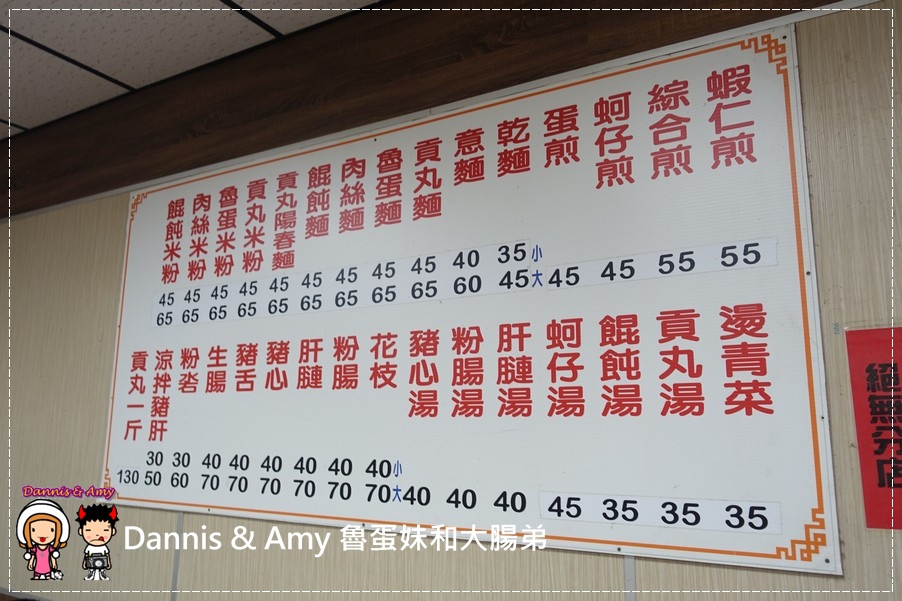 蝦仁煎
綜合煎
蚵仔煎
蛋煎
乾麵
意麵
貢丸麵
魯蛋麵
肉絲麵
餛飩麵
貢丸陽春麵
貢丸米粉
魯蛋米粉
肉絲米粉
餛飩米粉
45 45 45 45 45 45 45 45 45 40 35 小
65 65 65 65 65 65 65 65 65 60 45 大 45 45 55 55
燙青菜
貢丸湯
餛飩湯
蚵仔湯
肝腱湯
粉腸湯
豬心湯
花枝
粉腸
肝腱
豬心
豬舌
生腸
粉砦
涼拌豬肝
貢丸一斤
30 30 40 40 40 40 40 40 小
130 50 60 70 70 70 70 70 70 大 40 40 40 45 35 35 35
絕無分店
Dannis & Amy
Dannis & Amy 魯蛋妹和大腸弟